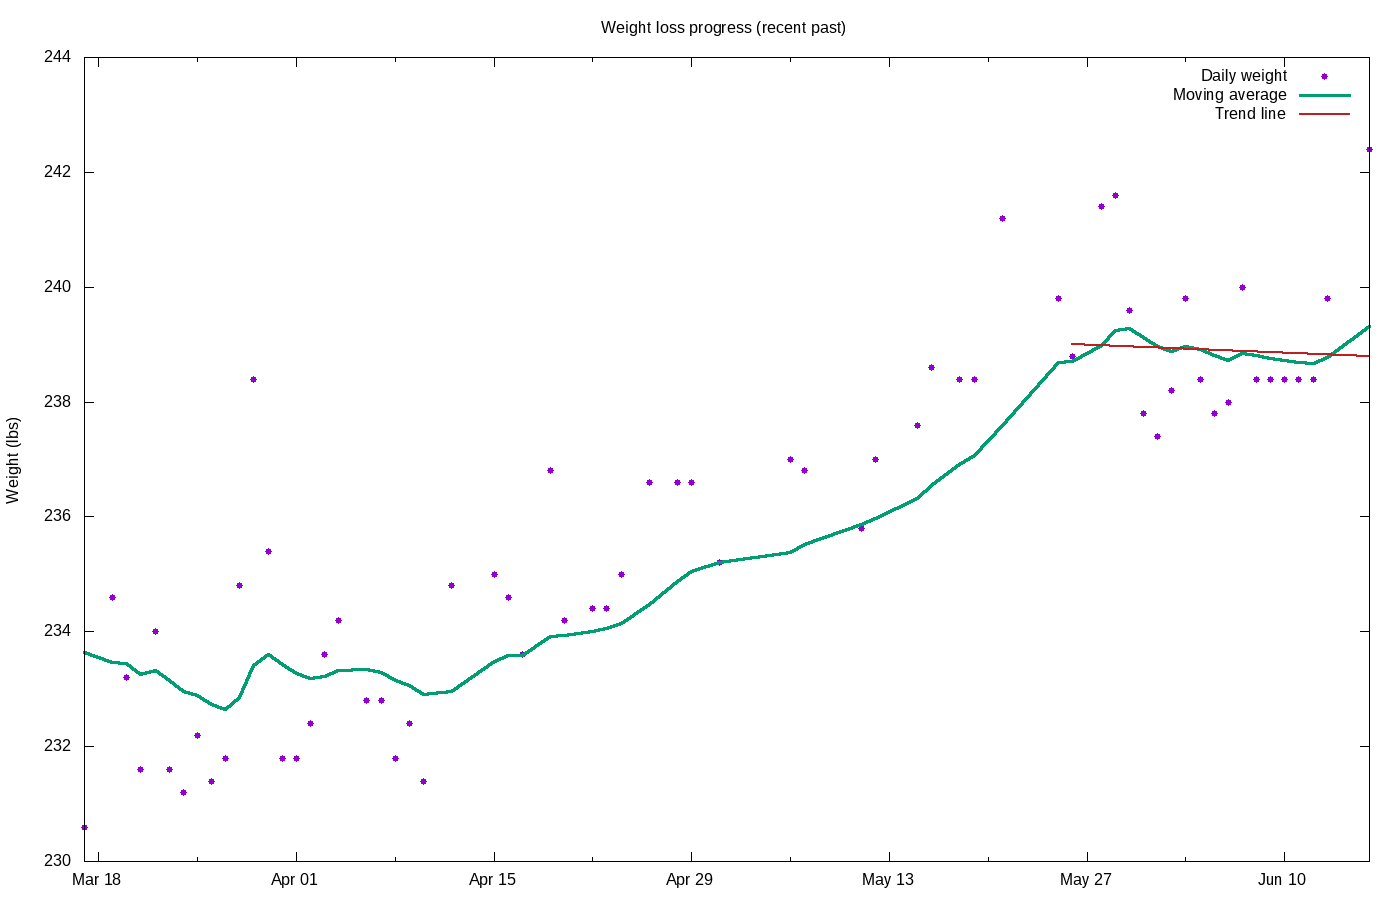 Weight loss progress (recent past)
244
242
240
238
236
234
232
230
Weight (lbs)
Daily weight
Moving average
Trend line
Mar 18 Apr 01 Apr 15 Apr 29 May 13 May 27 Jun 10